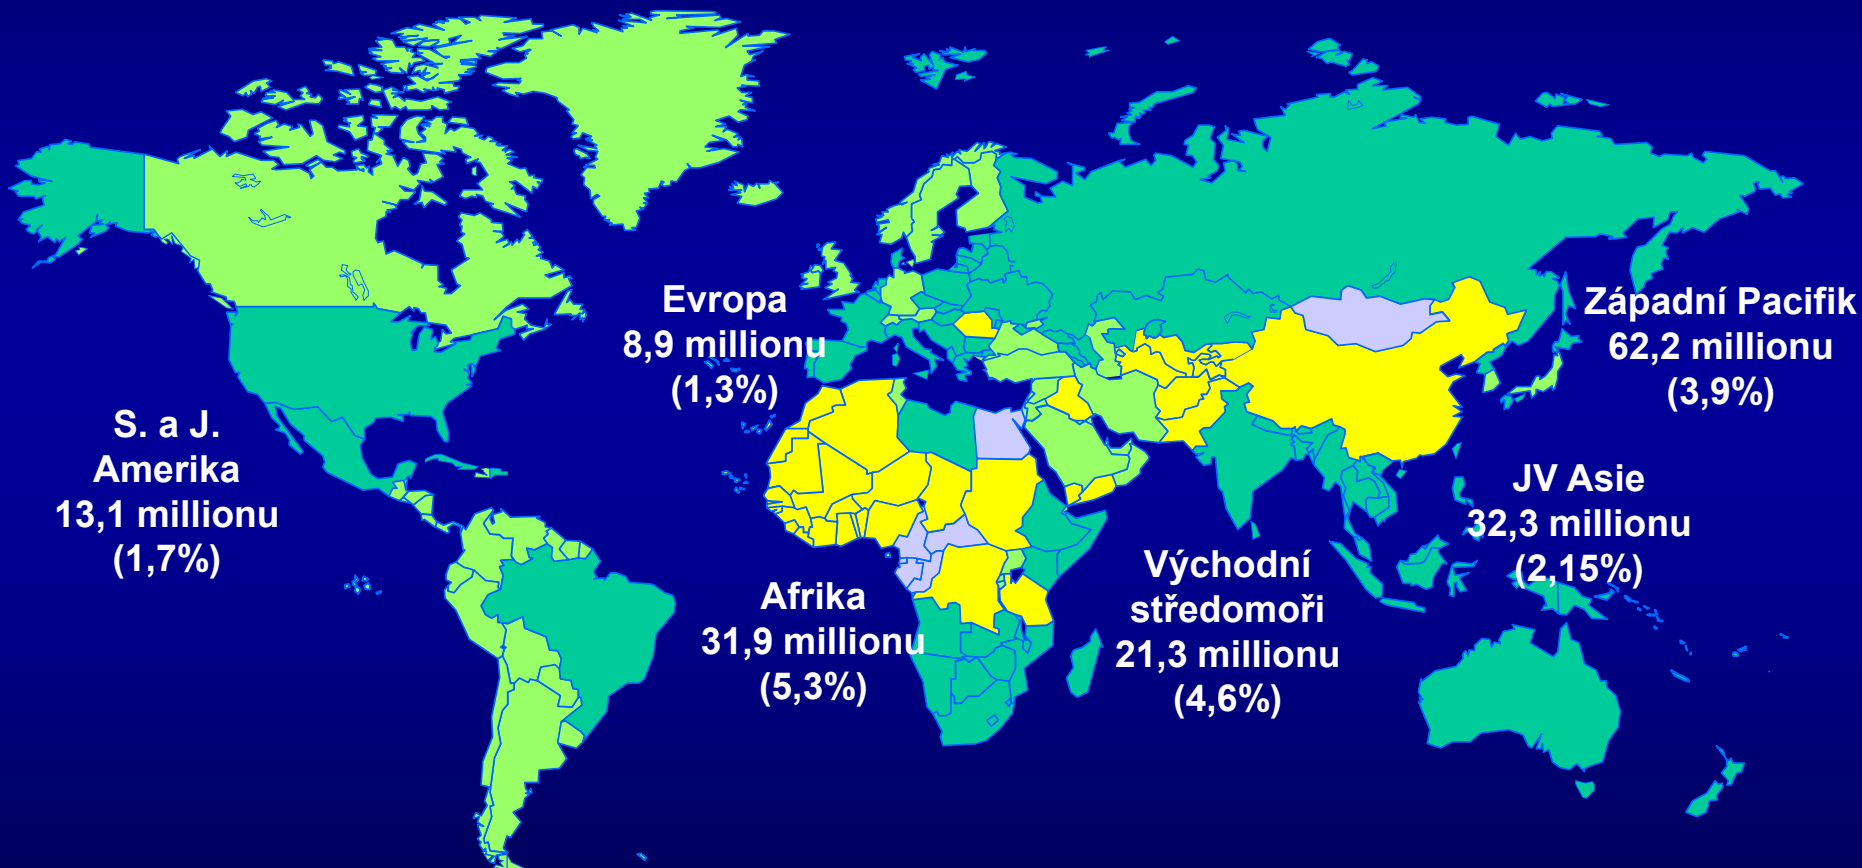 Evropa
8,9 millionu
(1,3%)
Západní Pacifik
62,2 millionu
(3,9%)
S. a J.
Amerika
13,1 millionu
(1,7%)
JV Asie
32,3 millionu
(2,15%)
Východní
středomoři
21,3 millionu
(4,6%)
Afrika
31,9 millionu
(5,3%)